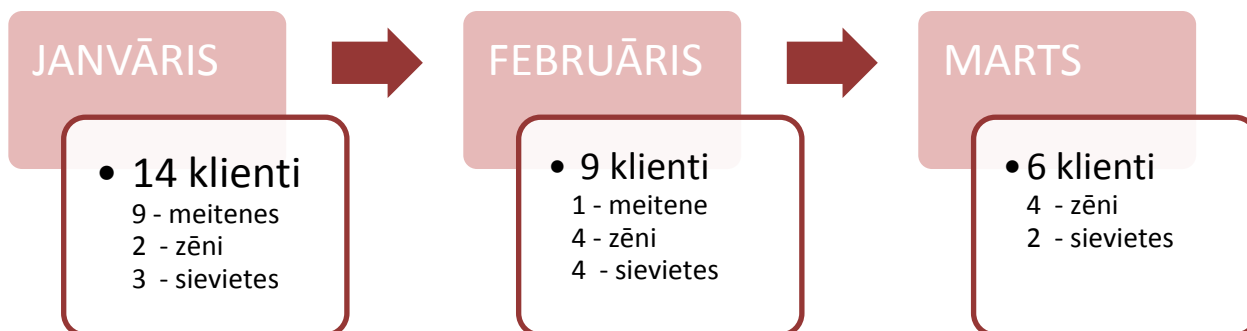 JANVĀRIS
• 14 klienti
9 - meitenes
2 - zēni
3 - sievietes
FEBRUĀRIS
• 9 klienti
1 - meitene
4 - zēni
4 - sievietes
MARTS
• 6 klienti
4 - zēni
2 - sievietes